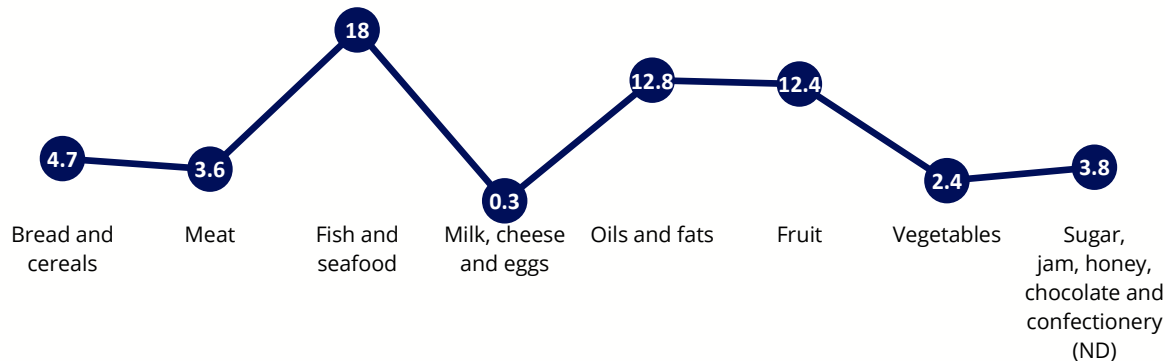 18
12.8
12.4
4.7
3.6
0.3
2.4
3.8
Bread and
cereals
Meat
Fish and
seafood
Milk, cheese
and eggs
Oils and fats
Fruit
Vegetables
Sugar,
jam, honey,
chocolate and
confectionery
(ND)